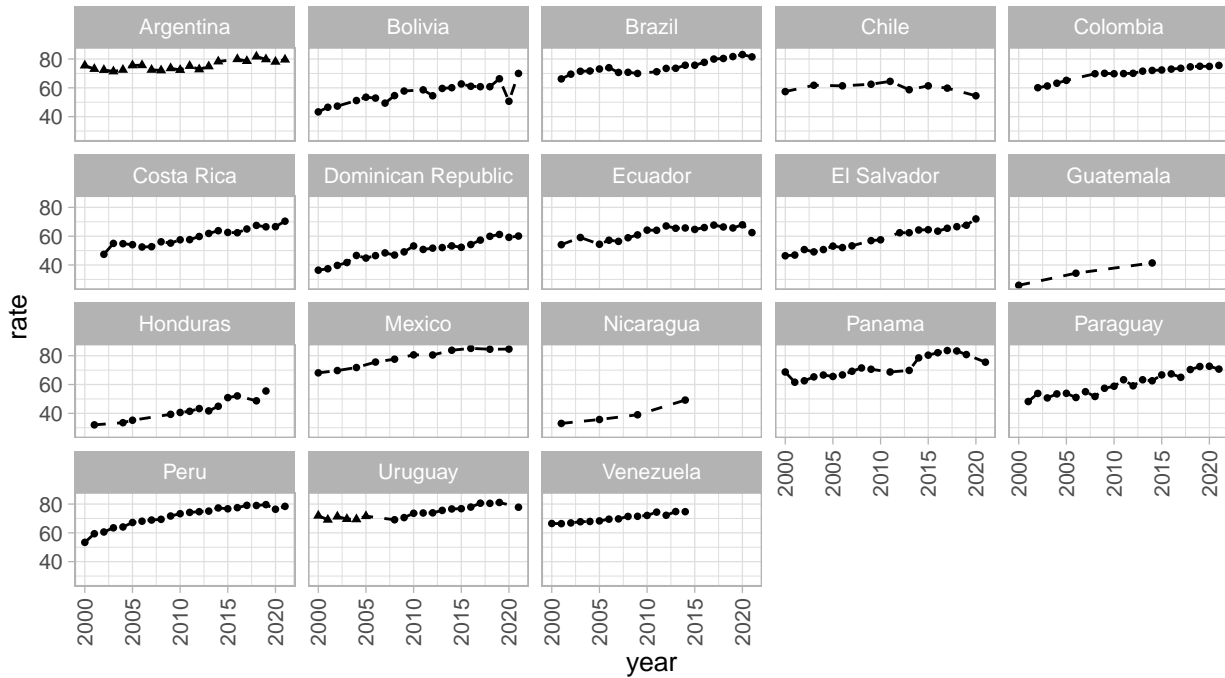 Argentina Bolivia Brazil Chile Colombia
80
60
40
Costa Rica Dominican Republic Ecuador El Salvador Guatemala
80
60
40
rate
Honduras Mexico Nicaragua Panama Paraguay
80
60
40
2000 2005 2010 2015 2020 2000 2005 2010 2015 2020
Peru Uruguay Venezuela
80
60
40
2000 2005 2010 2015 2020 2000 2005 2010 2015 2020 2000 2005 2010 2015 2020
year